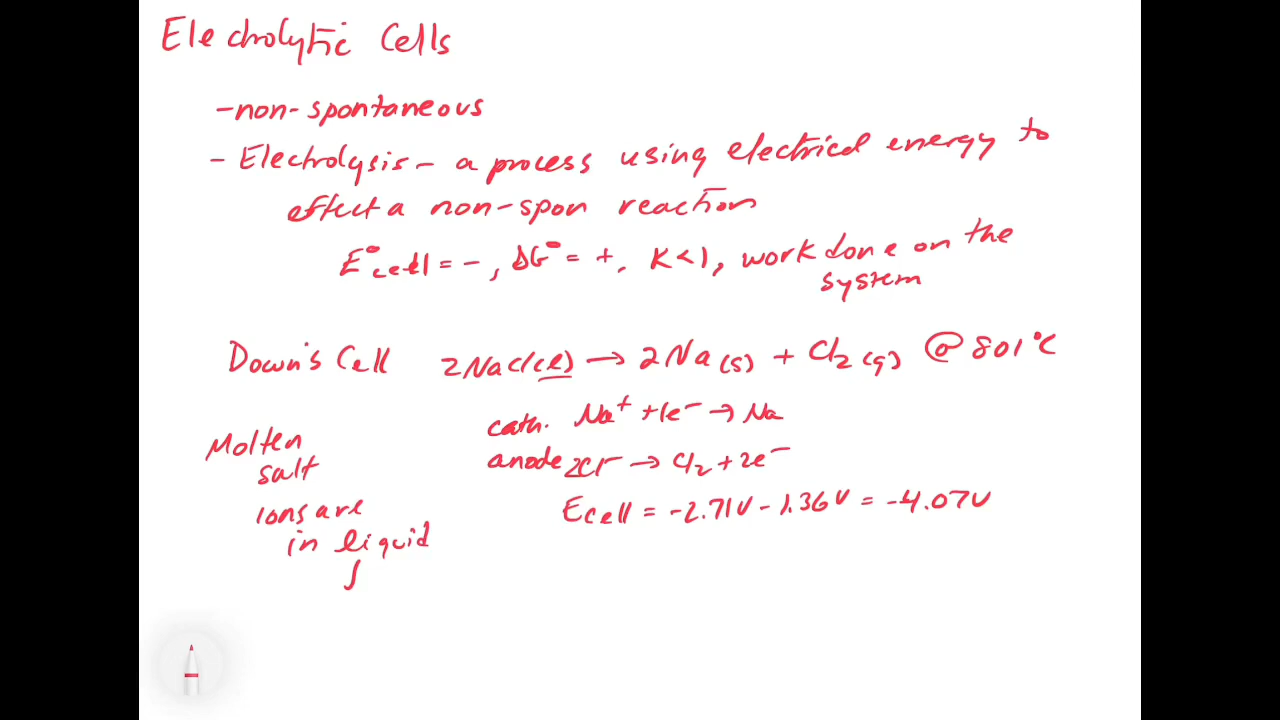 Electrolytic Cells
- non-spontaneous
- Electrolysis - a process using electrical energy to
effect a non-spon reaction
E°cell = -, ΔG° = +, K<1, work done on the
system
Down's Cell 2NaCl(l) → 2Na(s) + Cl2(g) @ 801°C
cath. Na+ + 1e- → Na
Molten
salt
anode 2Cl- → Cl2 + 2e-
ions are
in liquid
Ecell = -2.71V - 1.36V = -4.07V